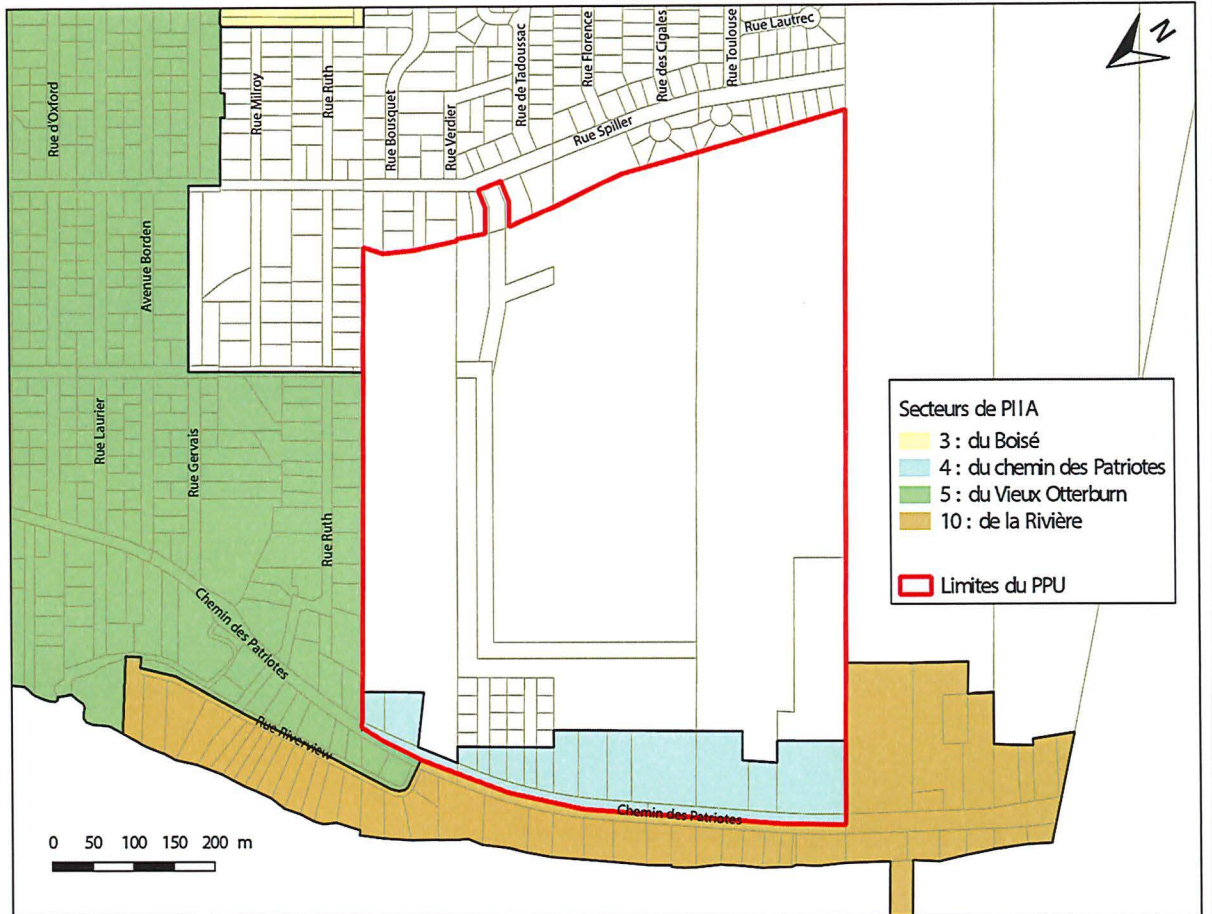 Rue d'Oxford
Rue Milroy
Rue Ruth
Rue Bousquet
Rue Verdier
Rue de Tadoussac
Rue Florence
Rue des Cigales
Rue Toulouse
Rue Lautrec
N
Rue Spiller
Avenue Borden
Rue Laurier
Rue Gervais
Rue Ruth
Chemin des Patriotes
Rue Riverview
Chemin des Patriotes
Secteurs de PIIA
3 : du Boisé
4 : du chemin des Patriotes
5 : du Vieux Otterburn
10 : de la Rivière
Limites du PPU
0 50 100 150 200 m